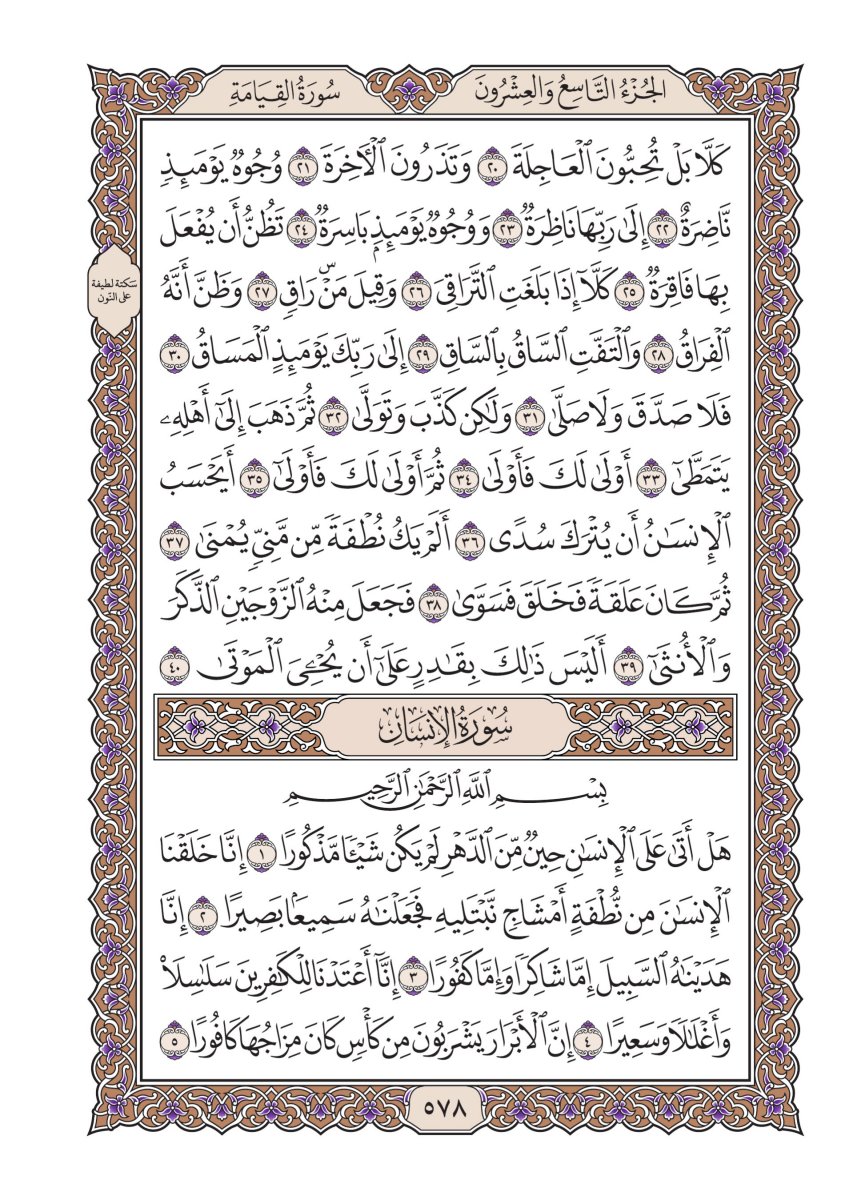 الجُزْءُ التَّاسِعُ وَالعِشْرُونَ
سُورَةُ القِيَامَةِ
كَلَّا بَلْ تُحِبُّونَ ٱلْعَاجِلَةَ ٢٠ وَتَذَرُونَ ٱلْأٓخِرَةَ ٢١ وُجُوهٞ يَوْمَئِذٖ
نَّاضِرَةٌ ٢٢ إِلَىٰ رَبِّهَا نَاظِرَةٞ ٢٣ وَوُجُوهٞ يَوْمَئِذِۭ بَاسِرَةٞ ٢٤ تَظُنُّ أَن يُفْعَلَ
بِهَا فَاقِرَةٞ ٢٥ كَلَّآ إِذَا بَلَغَتِ ٱلتَّرَاقِيَ ٢٦ وَقِيلَ مَنْۜ رَاقٖ ٢٧ وَظَنَّ أَنَّهُ
ٱلْفِرَاقُ ٢٨ وَٱلْتَفَّتِ ٱلسَّاقُ بِٱلسَّاقِ ٢٩ إِلَىٰ رَبِّكَ يَوْمَئِذٍ ٱلْمَسَاقُ ٣٠
فَلَا صَدَّقَ وَلَا صَلَّىٰ ٣١ وَلَٰكِن كَذَّبَ وَتَوَلَّىٰ ٣٢ ثُمَّ ذَهَبَ إِلَىٰٓ أَهْلِهِۦ
يَتَمَطَّىٰٓ ٣٣ أَوْلَىٰ لَكَ فَأَوْلَىٰ ٣٤ ثُمَّ أَوْلَىٰ لَكَ فَأَوْلَىٰٓ ٣٥ أَيَحْسَبُ
ٱلْإِنسَٰنُ أَن يُتْرَكَ سُدًى ٣٦ أَلَمْ يَكُ نُطْفَةٗ مِّن مَّنِيّٖ يُمْنَىٰ ٣٧
ثُمَّ كَانَ عَلَقَةٗ فَخَلَقَ فَسَوَّىٰ ٣٨ فَجَعَلَ مِنْهُ ٱلزَّوْجَيْنِ ٱلذَّكَرَ
وَٱلْأُنثَىٰٓ ٣٩ أَلَيْسَ ذَٰلِكَ بِقَٰدِرٍ عَلَىٰٓ أَن يُحْـِۧيَ ٱلْمَوْتَىٰ ٤٠
سَكتة لطيفة
على النّون
سُورَةُ الإِنسَانِ
بِسْمِ ٱللَّهِ ٱلرَّحْمَٰنِ ٱلرَّحِيمِ
هَلْ أَتَىٰ عَلَى ٱلْإِنسَٰنِ حِينٞ مِّنَ ٱلدَّهْرِ لَمْ يَكُن شَيْـٔٗا مَّذْكُورًا ١ إِنَّا خَلَقْنَا
ٱلْإِنسَٰنَ مِن نُّطْفَةٍ أَمْشَاجٖ نَّبْتَلِيهِ فَجَعَلْنَٰهُ سَمِيعَۢا بَصِيرًا ٢ إِنَّا
هَدَيْنَٰهُ ٱلسَّبِيلَ إِمَّا شَاكِرٗا وَإِمَّا كَفُورًا ٣ إِنَّآ أَعْتَدْنَا لِلْكَٰفِرِينَ سَلَٰسِلَاْ
وَأَغْلَٰلٗا وَسَعِيرًا ٤ إِنَّ ٱلْأَبْرَارَ يَشْرَبُونَ مِن كَأْسٖ كَانَ مِزَاجُهَا كَافُورًا ٥
٥٧٨